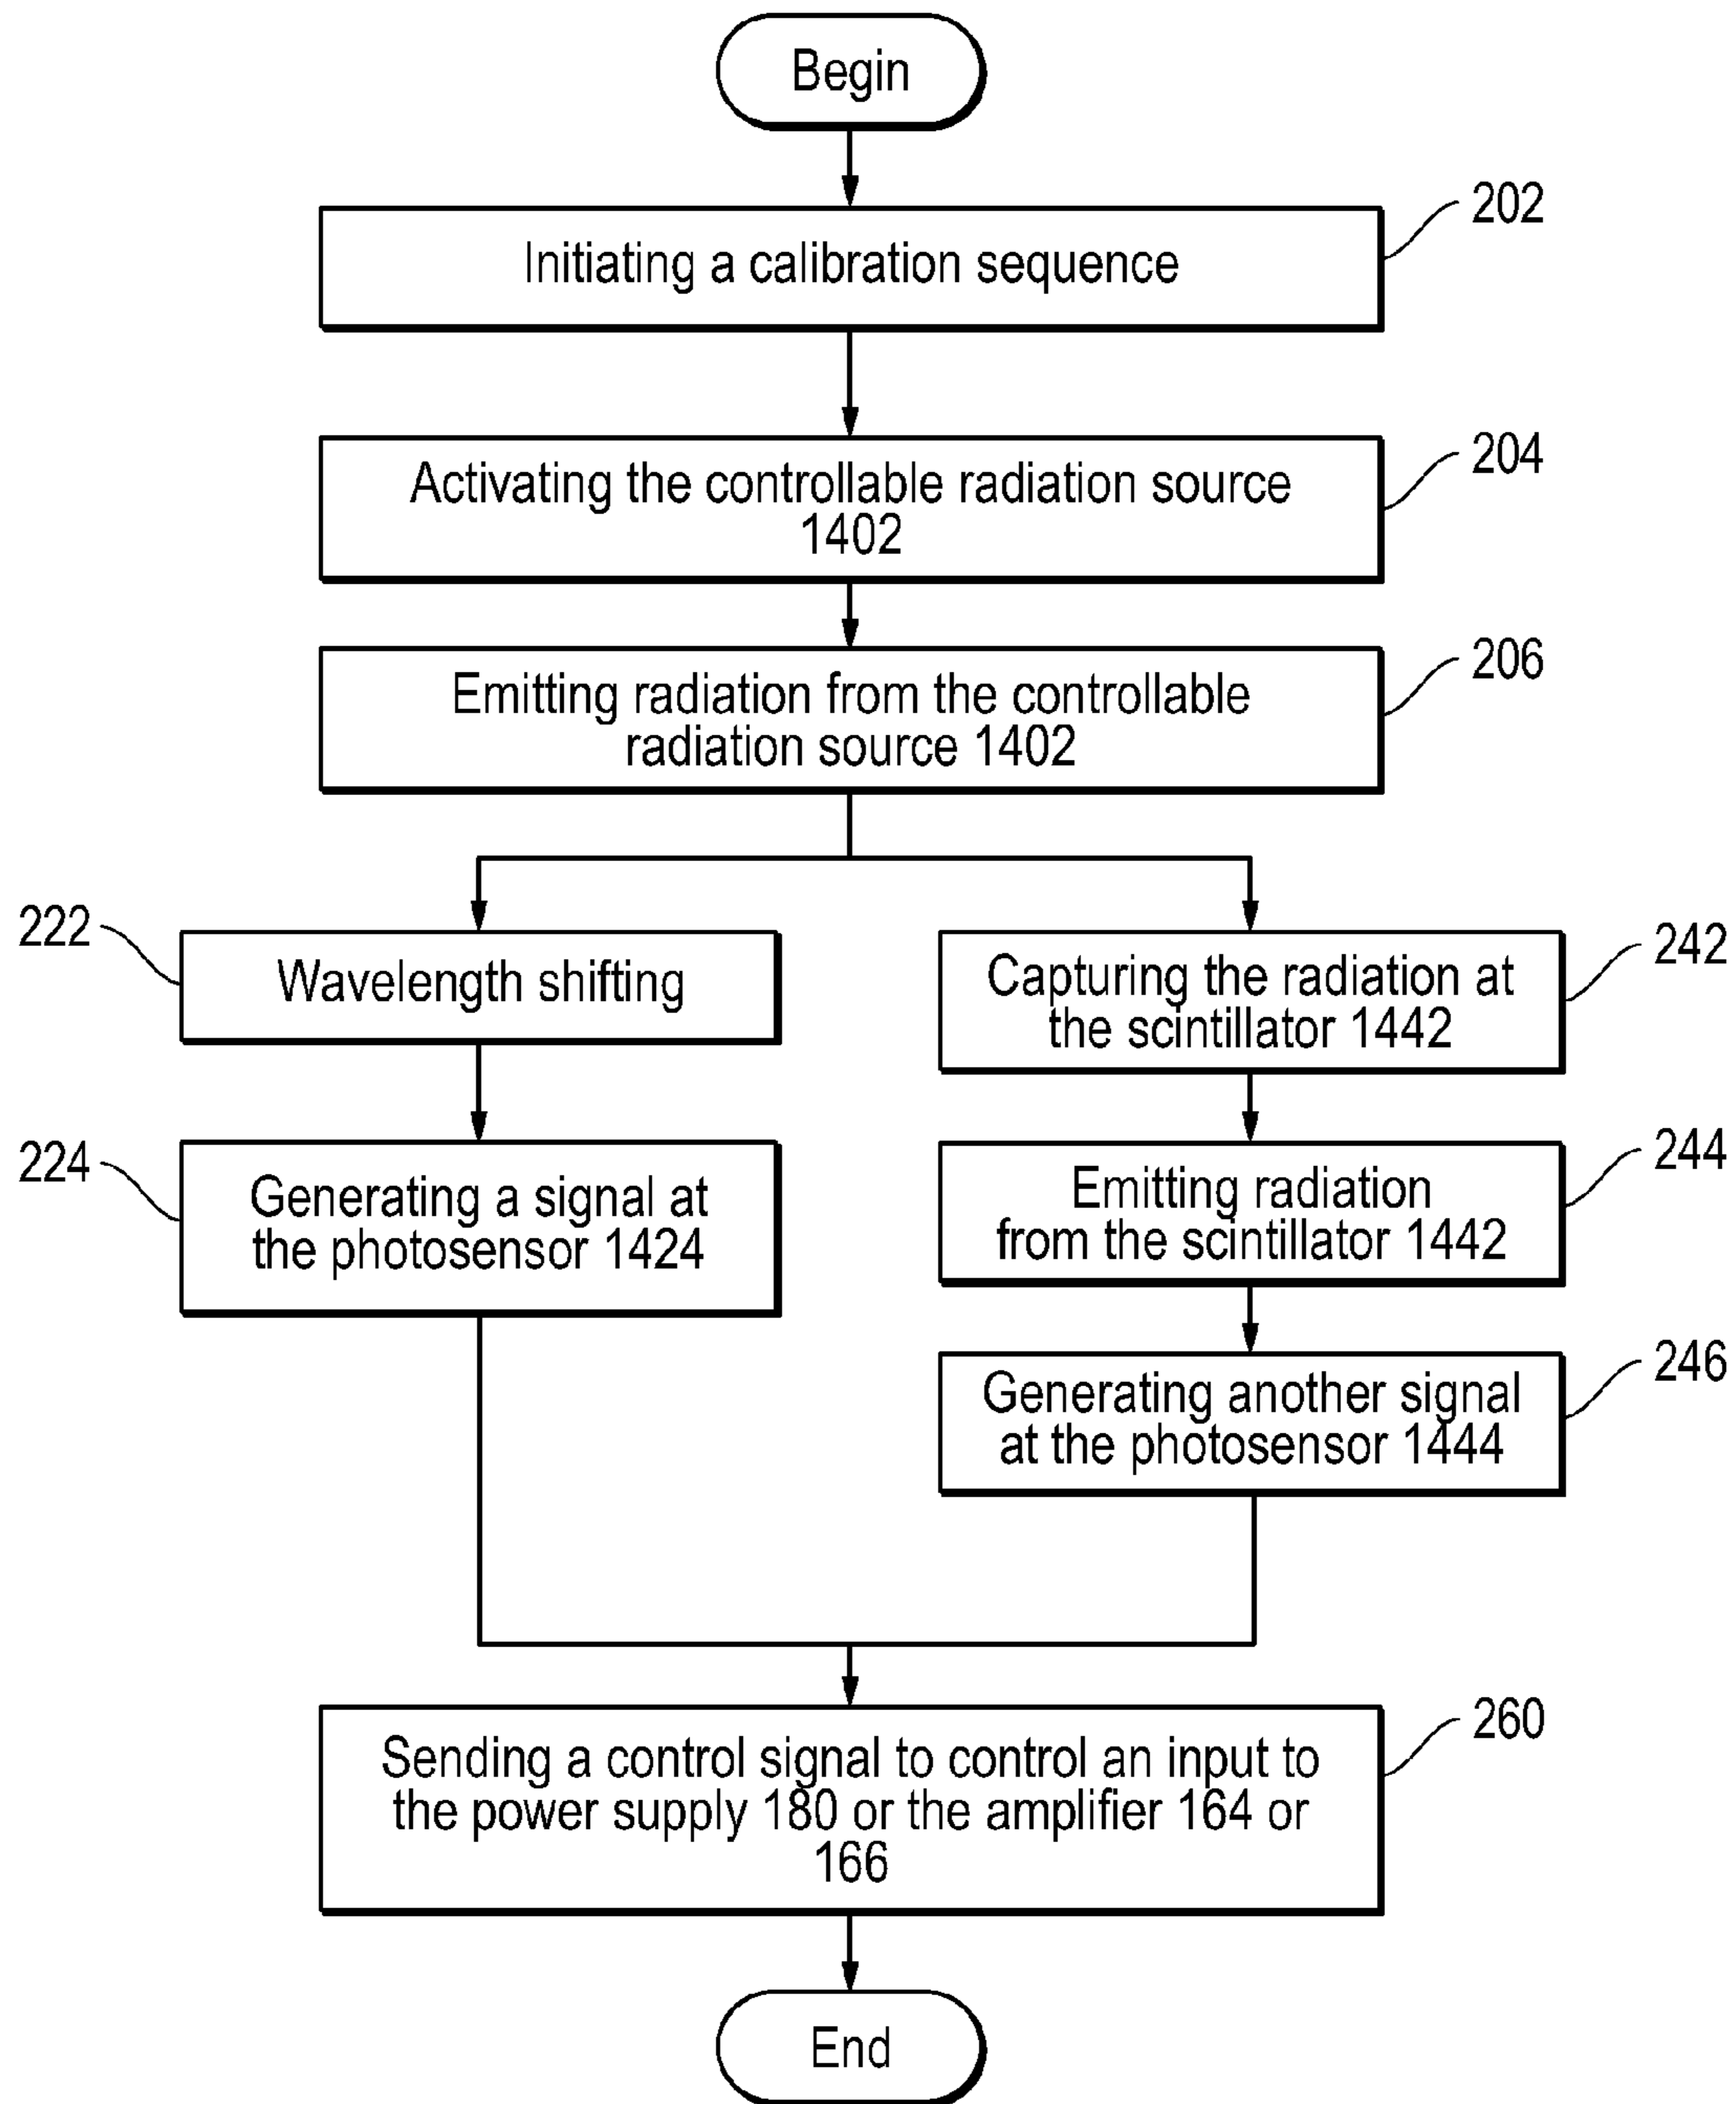 Begin
202
Initiating a calibration sequence
204
Activating the controllable radiation source
1402
206
Emitting radiation from the controllable
radiation source 1402
222
Wavelength shifting
224
Generating a signal at
the photosensor 1424
242
Capturing the radiation at
the scintillator 1442
244
Emitting radiation
from the scintillator 1442
246
Generating another signal
at the photosensor 1444
260
Sending a control signal to control an input to
the power supply 180 or the amplifier 164 or
166
End